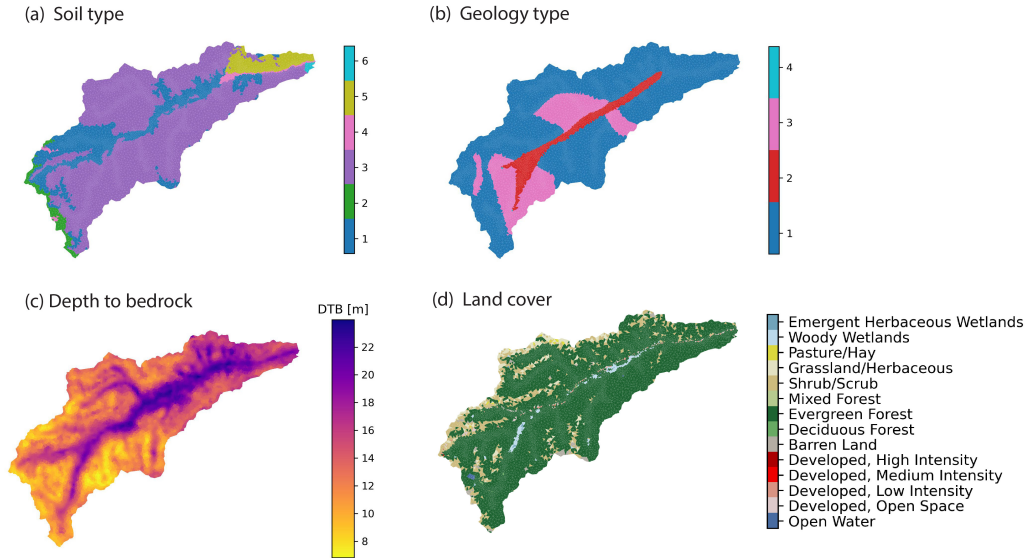 (a) Soil type
(b) Geology type
6
5
4
3
2
1
4
3
2
1
(c) Depth to bedrock
DTB [m]
22
20
18
16
14
12
10
8
(d) Land cover
Emergent Herbaceous Wetlands
Woody Wetlands
Pasture/Hay
Grassland/Herbaceous
Shrub/Scrub
Mixed Forest
Evergreen Forest
Deciduous Forest
Barren Land
Developed, High Intensity
Developed, Medium Intensity
Developed, Low Intensity
Developed, Open Space
Open Water